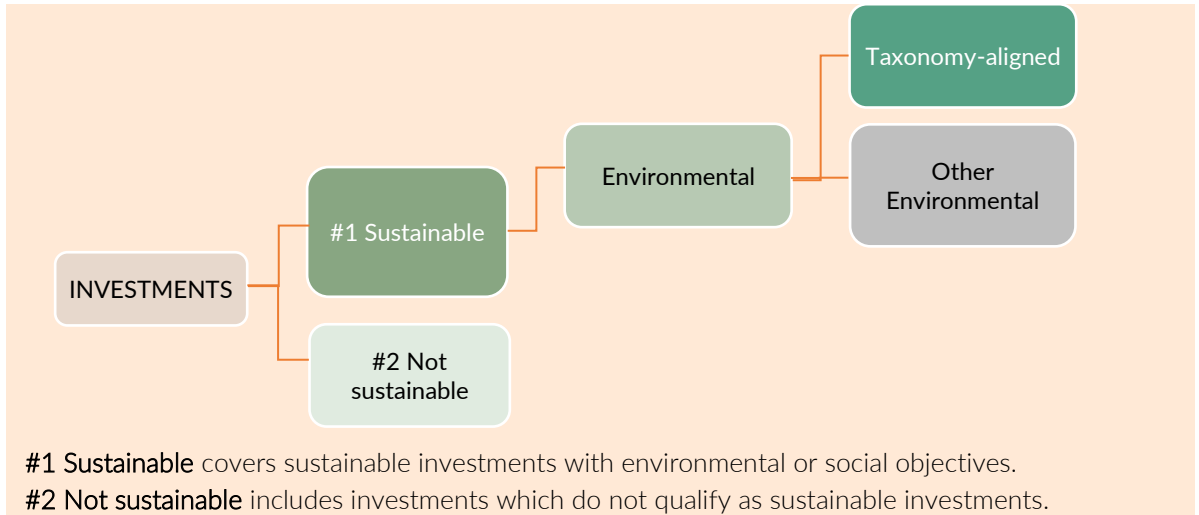 Taxonomy-aligned
Other
Environmental
Environmental
#1 Sustainable
INVESTMENTS
#2 Not
sustainable
#1 Sustainable covers sustainable investments with environmental or social objectives.
#2 Not sustainable includes investments which do not qualify as sustainable investments.